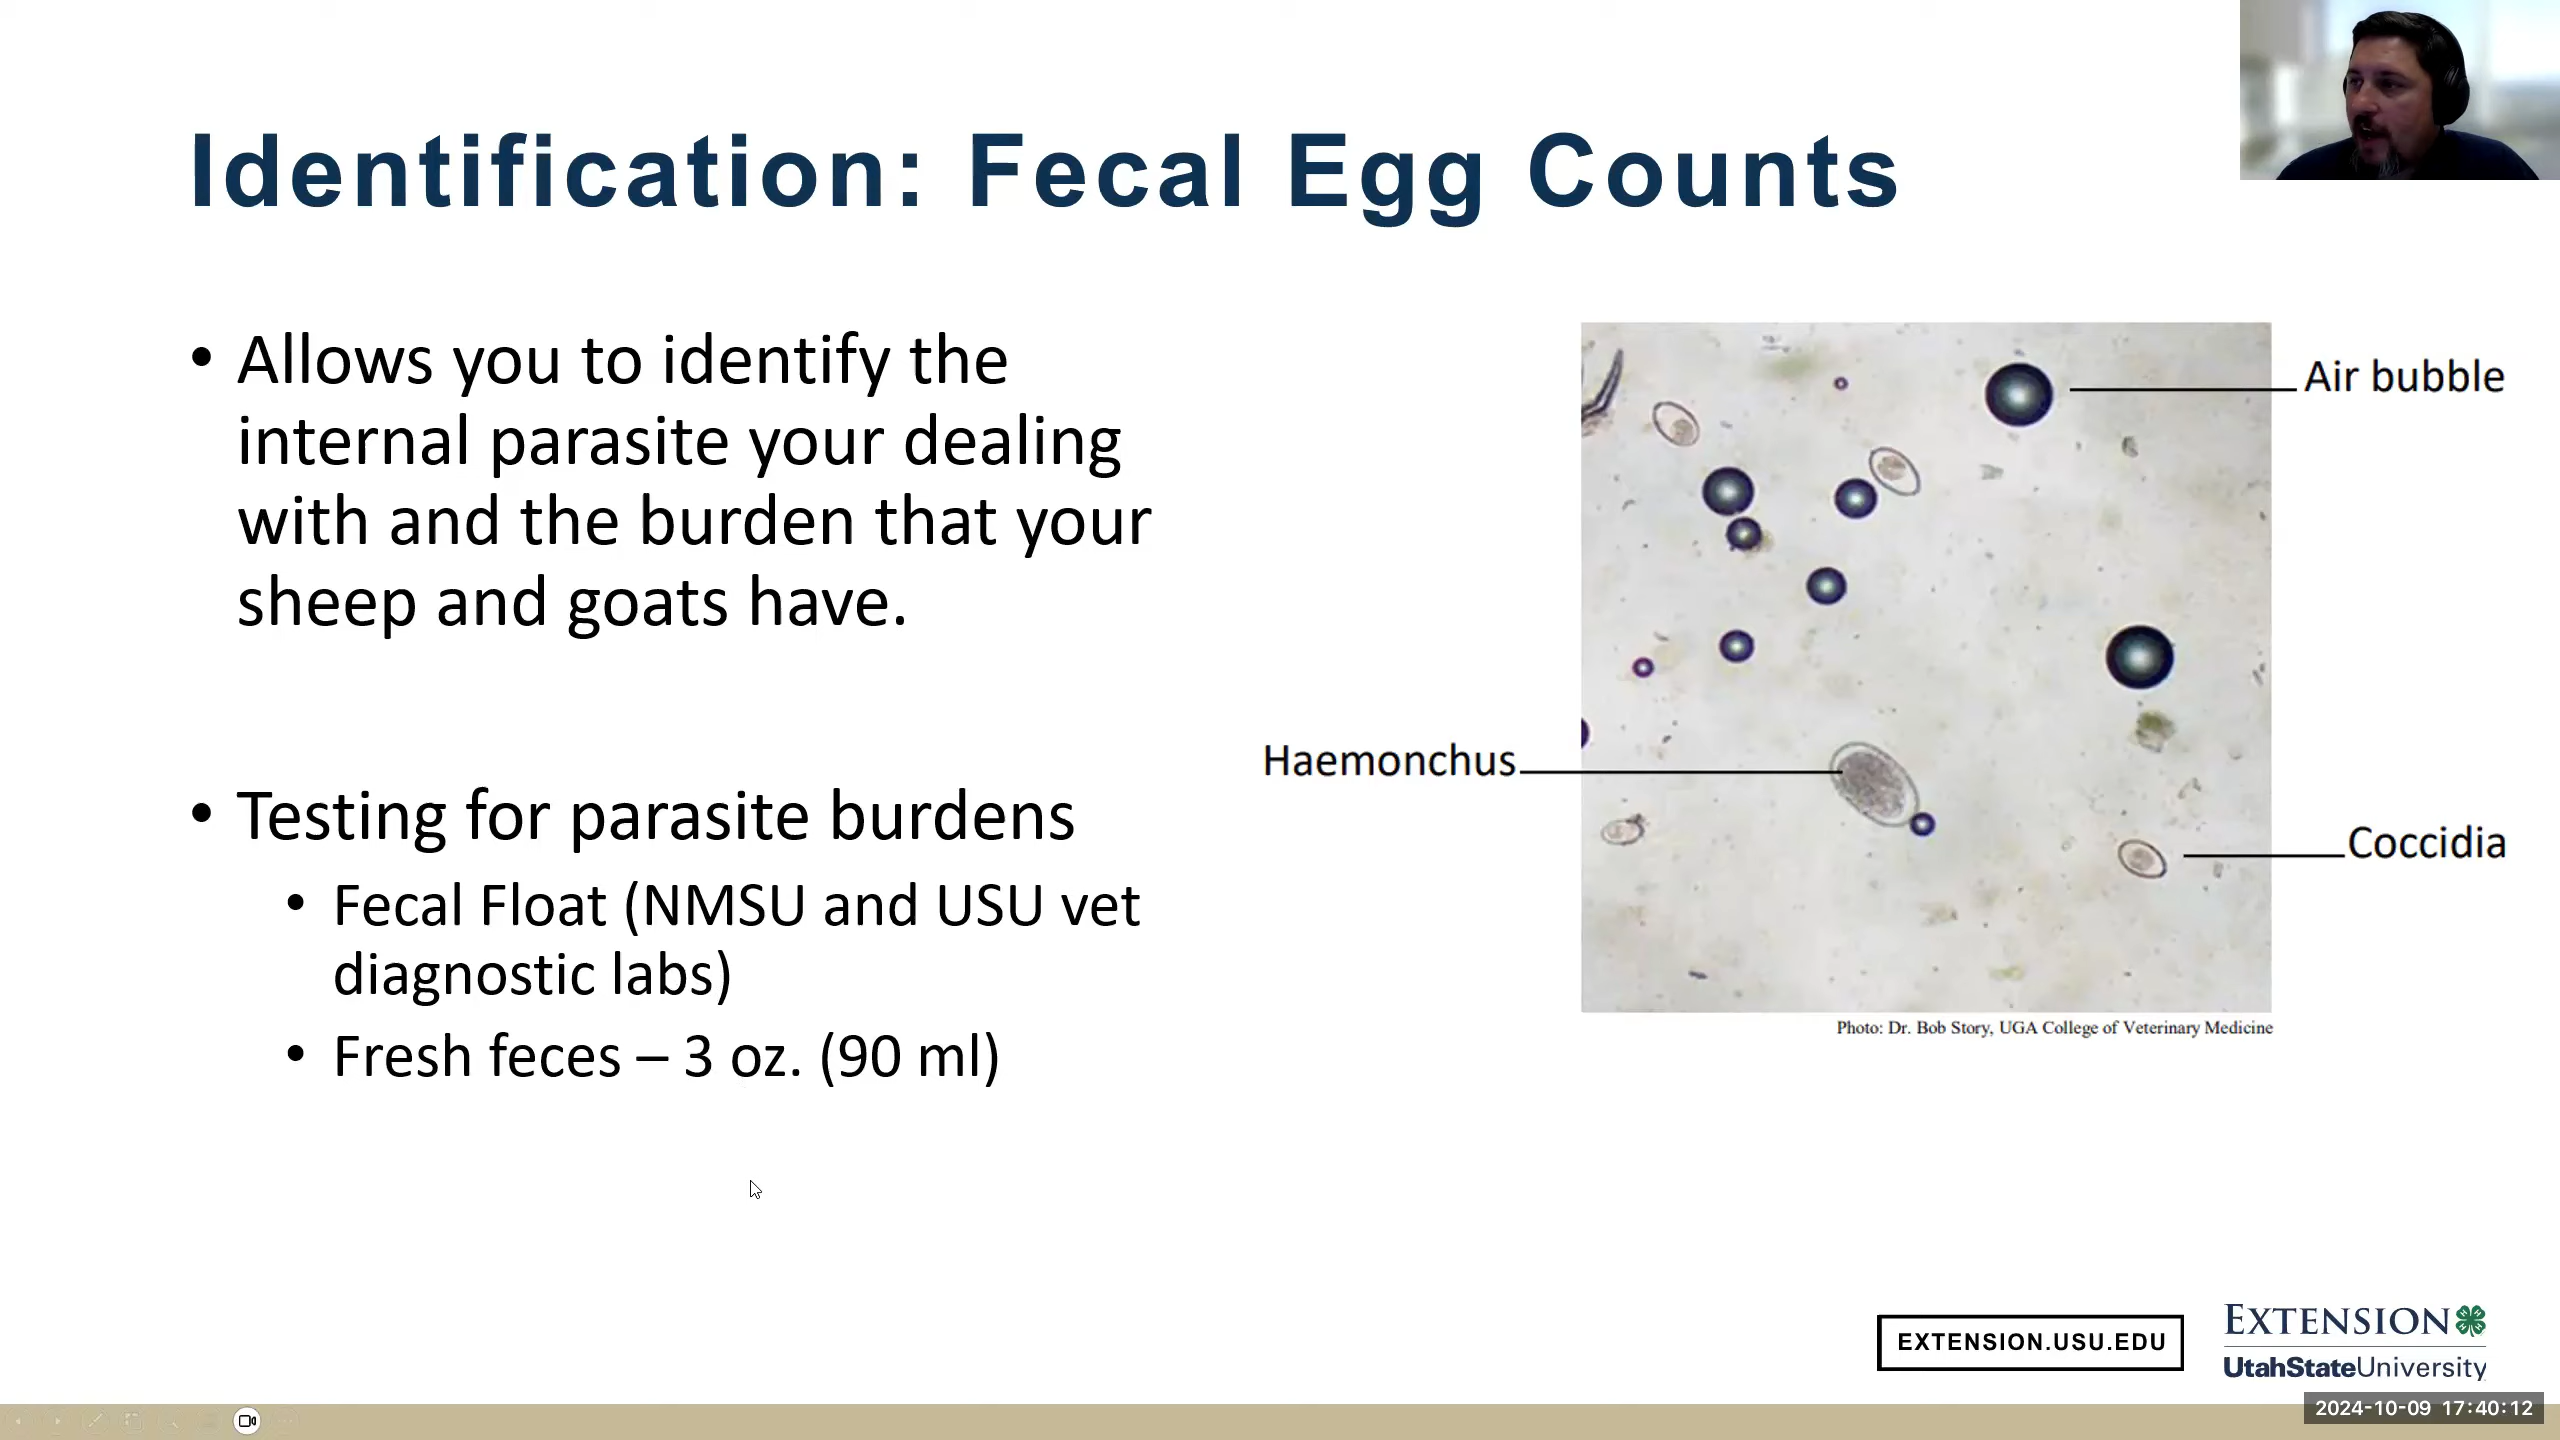 Identification: Fecal Egg Counts
• Allows you to identify the
internal parasite your dealing
with and the burden that your
sheep and goats have.
• Testing for parasite burdens
• Fecal Float (NMSU and USU vet
diagnostic labs)
• Fresh feces – 3 oz. (90 ml)
Air bubble
Haemonchus
Coccidia
Photo: Dr. Bob Story, UGA College of Veterinary Medicine
EXTENSION.USU.EDU
EXTENSION
UtahStateUniversity
2024-10-09 17:40:12